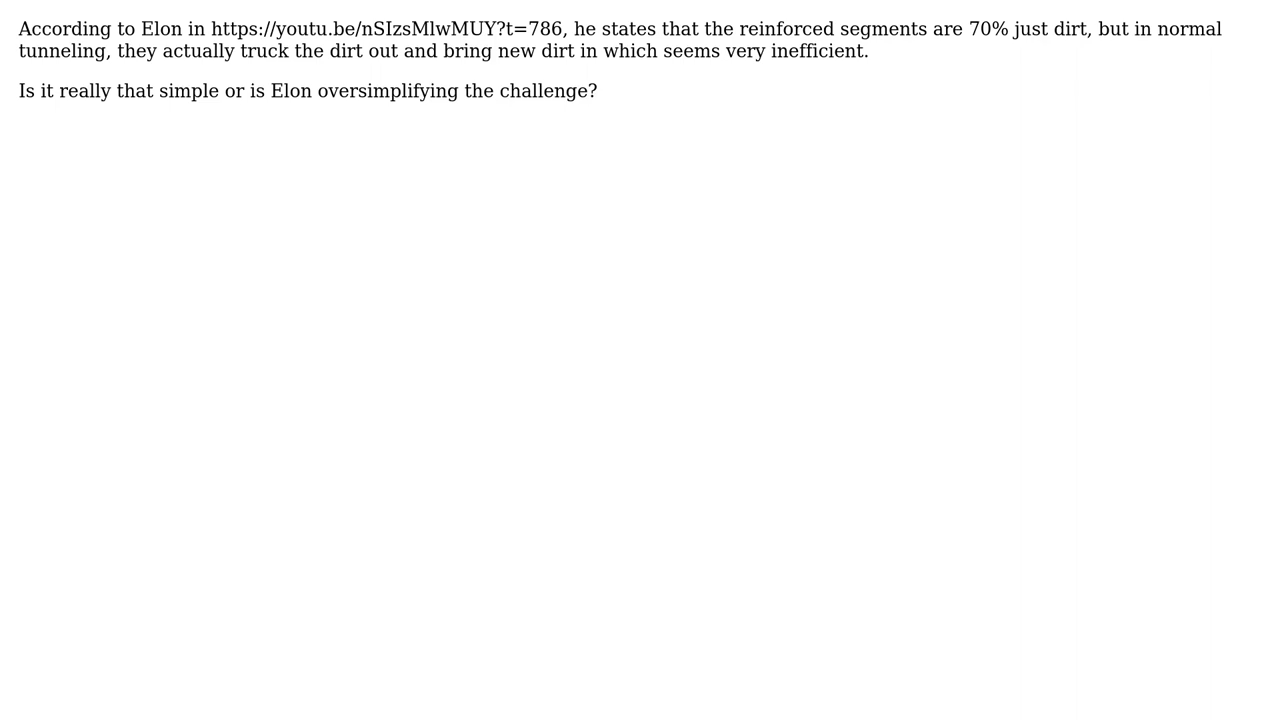 According to Elon in https://youtu.be/nSIzsMlwMUY?t=786, he states that the reinforced segments are 70% just dirt, but in normal
tunneling, they actually truck the dirt out and bring new dirt in which seems very inefficient.
Is it really that simple or is Elon oversimplifying the challenge?